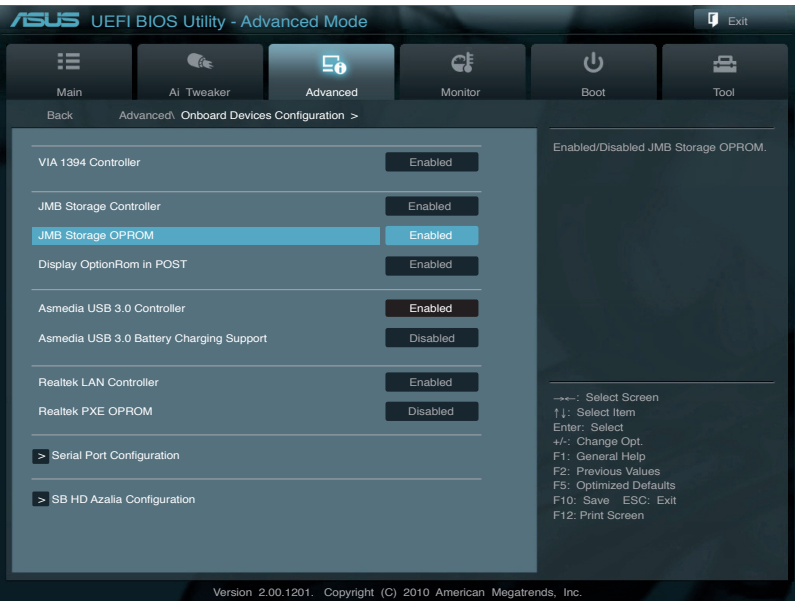 ASUS UEFI BIOS Utility - Advanced Mode
Exit
Main
Ai Tweaker
Advanced
Monitor
Boot
Tool
Back Advanced\ Onboard Devices Configuration >
VIA 1394 Controller Enabled
JMB Storage Controller Enabled
JMB Storage OPROM Enabled
Display OptionRom in POST Enabled
Asmedia USB 3.0 Controller Enabled
Asmedia USB 3.0 Battery Charging Support Disabled
Realtek LAN Controller Enabled
Realtek PXE OPROM Disabled
> Serial Port Configuration
> SB HD Azalia Configuration
Enabled/Disabled JMB Storage OPROM.
→←: Select Screen
↑↓: Select Item
Enter: Select
+/-: Change Opt.
F1: General Help
F2: Previous Values
F5: Optimized Defaults
F10: Save ESC: Exit
F12: Print Screen
Version 2.00.1201. Copyright (C) 2010 American Megatrends, Inc.